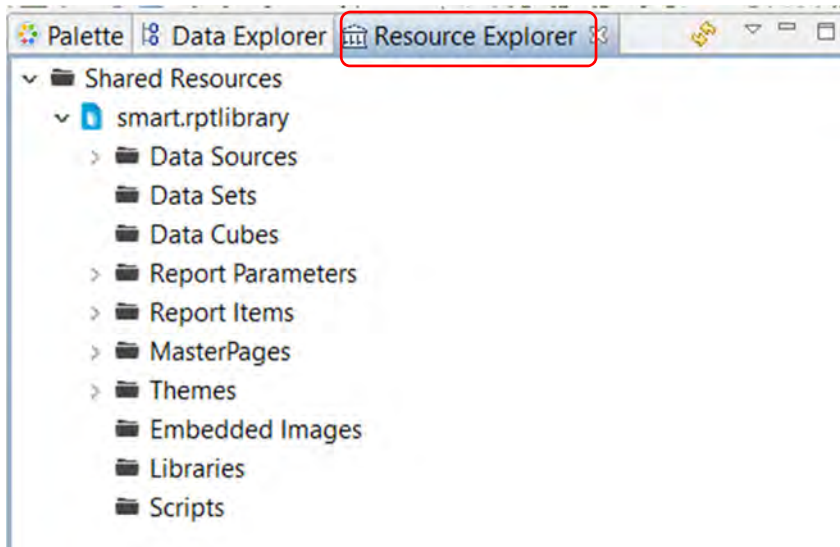 Palette Data Explorer Resource Explorer
Shared Resources
smart.rptlibrary
Data Sources
Data Sets
Data Cubes
Report Parameters
Report Items
MasterPages
Themes
Embedded Images
Libraries
Scripts